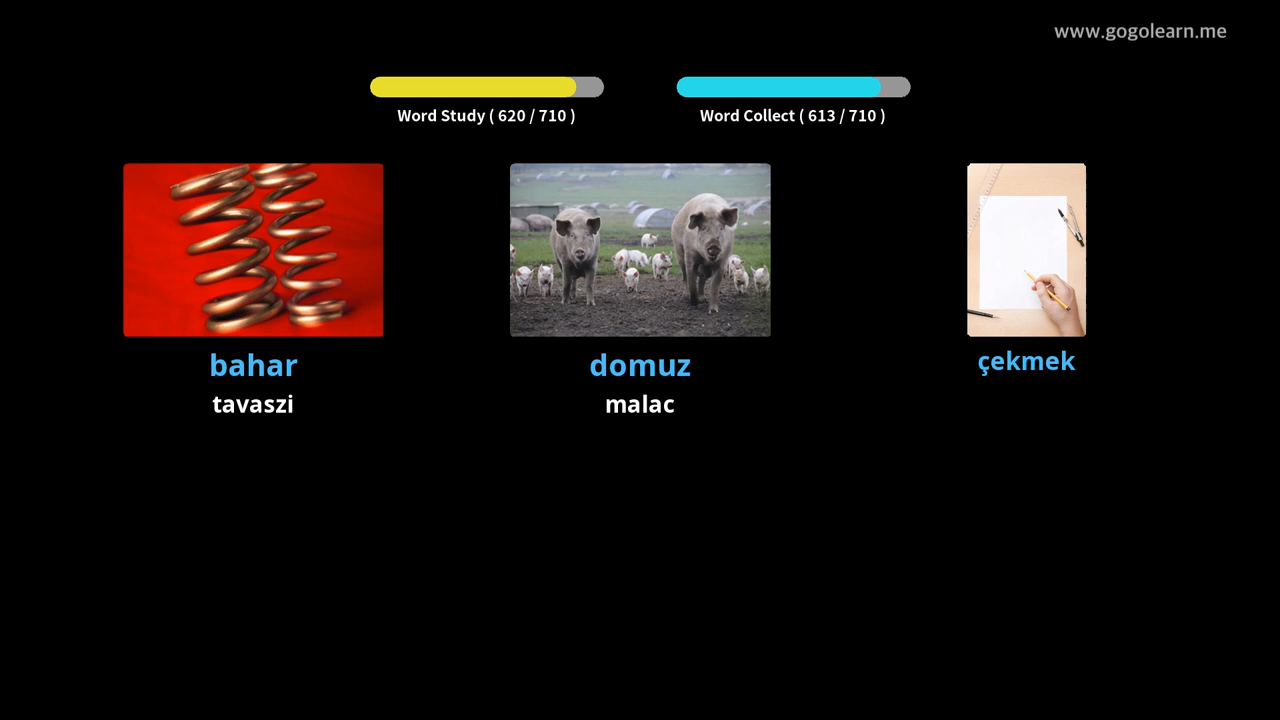 www.gogolearn.me
Word Study ( 620 / 710 )
Word Collect ( 613 / 710 )
bahar
tavaszi
domuz
malac
çekmek